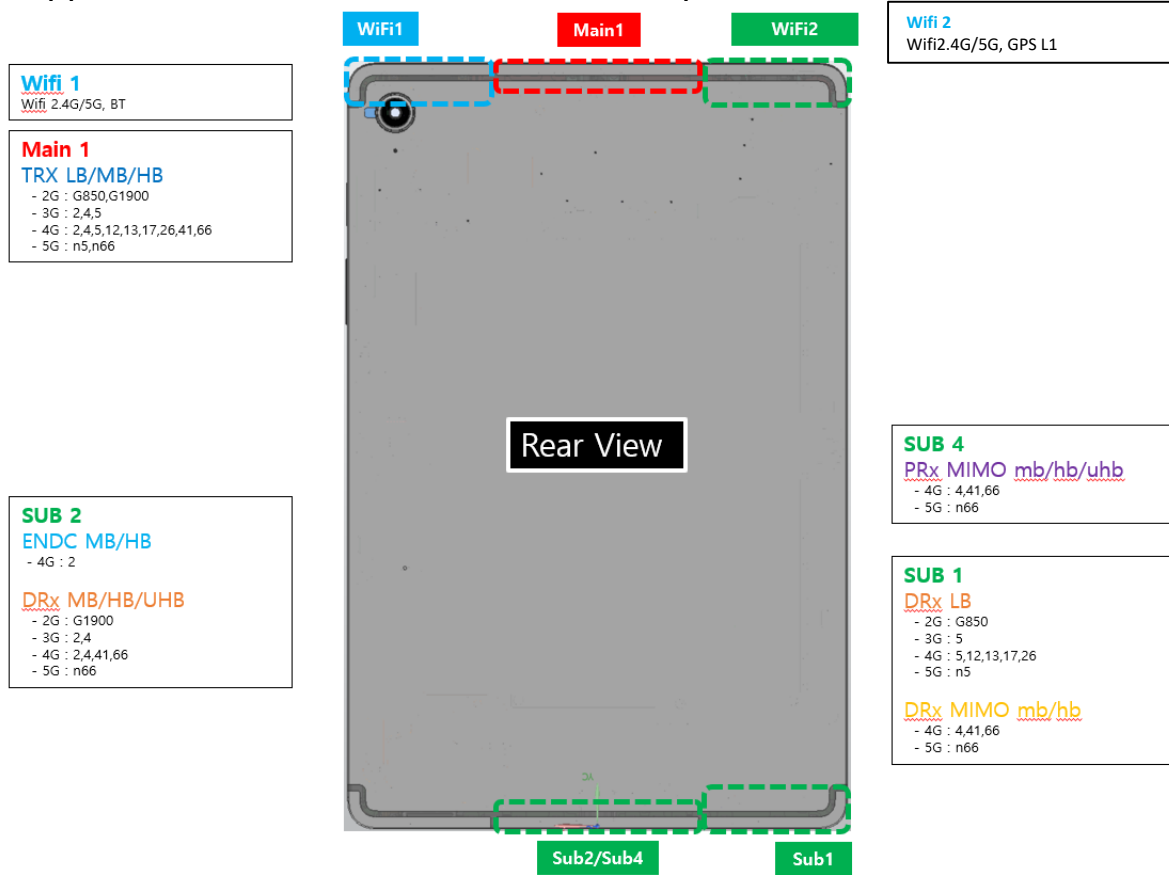 WiFi1
Main1
WiFi2
Wifi 2
Wifi2.4G/5G, GPS L1
Wifi 1
Wifi 2.4G/5G, BT
Main 1
TRX LB/MB/HB
- 2G : G850,G1900
- 3G : 2,4,5
- 4G : 2,4,5,12,13,17,26,41,66
- 5G : n5,n66
Rear View
SUB 4
PRx MIMO mb/hb/uhb
- 4G : 4,41,66
- 5G : n66
SUB 2
ENDC MB/HB
- 4G : 2
DRx MB/HB/UHB
- 2G : G1900
- 3G : 2,4
- 4G : 2,4,41,66
- 5G : n66
SUB 1
DRx LB
- 2G : G850
- 3G : 5
- 4G : 5,12,13,17,26
- 5G : n5
DRx MIMO mb/hb
- 4G : 4,41,66
- 5G : n66
Sub2/Sub4
Sub1